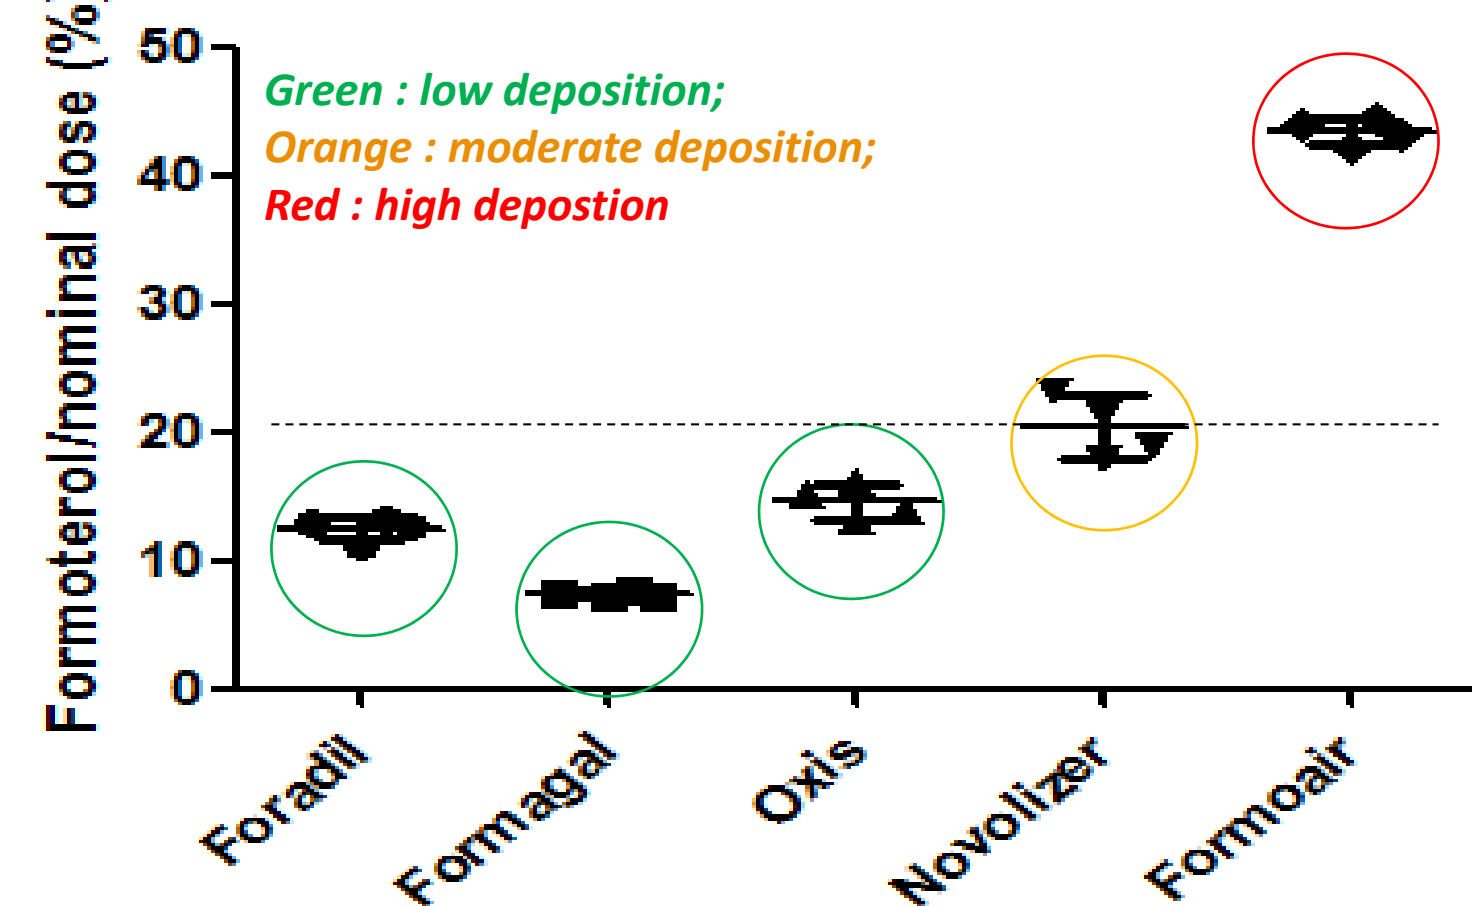 Formoterol/nominal dose (%)
50
40
30
20
10
0
Green : low deposition;
Orange : moderate deposition;
Red : high depostion
Foradil
Formagal
Oxis
Novolizer
Formoair